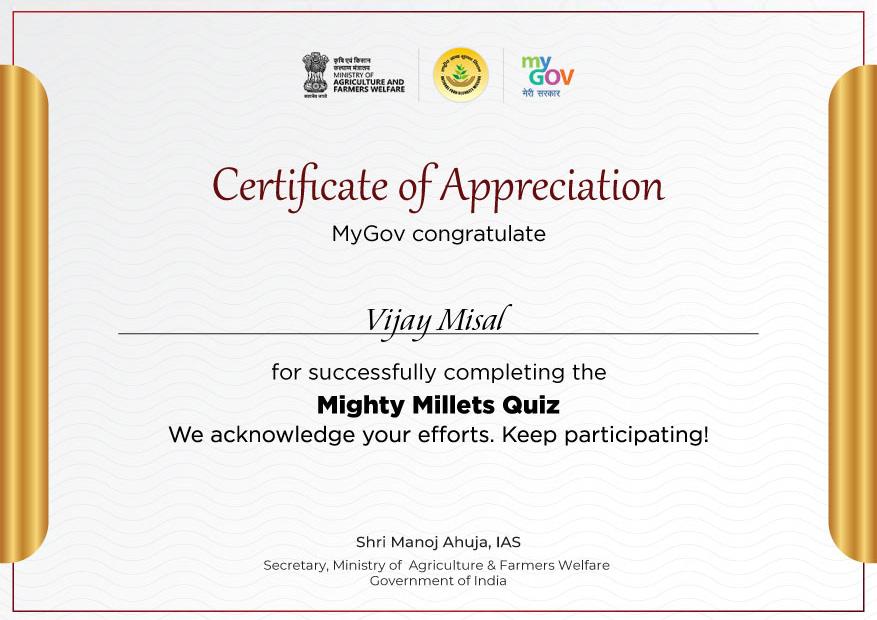 कृषि एवं किसान
कल्याण मंत्रालय
MINISTRY OF
AGRICULTURE AND
FARMERS WELFARE
सत्यमेव जयते
my
GOV
मेरी सरकार
Certificate of Appreciation
MyGov congratulate
Vijay Misal
for successfully completing the
Mighty Millets Quiz
We acknowledge your efforts. Keep participating!
Shri Manoj Ahuja, IAS
Secretary, Ministry of Agriculture & Farmers Welfare
Government of India